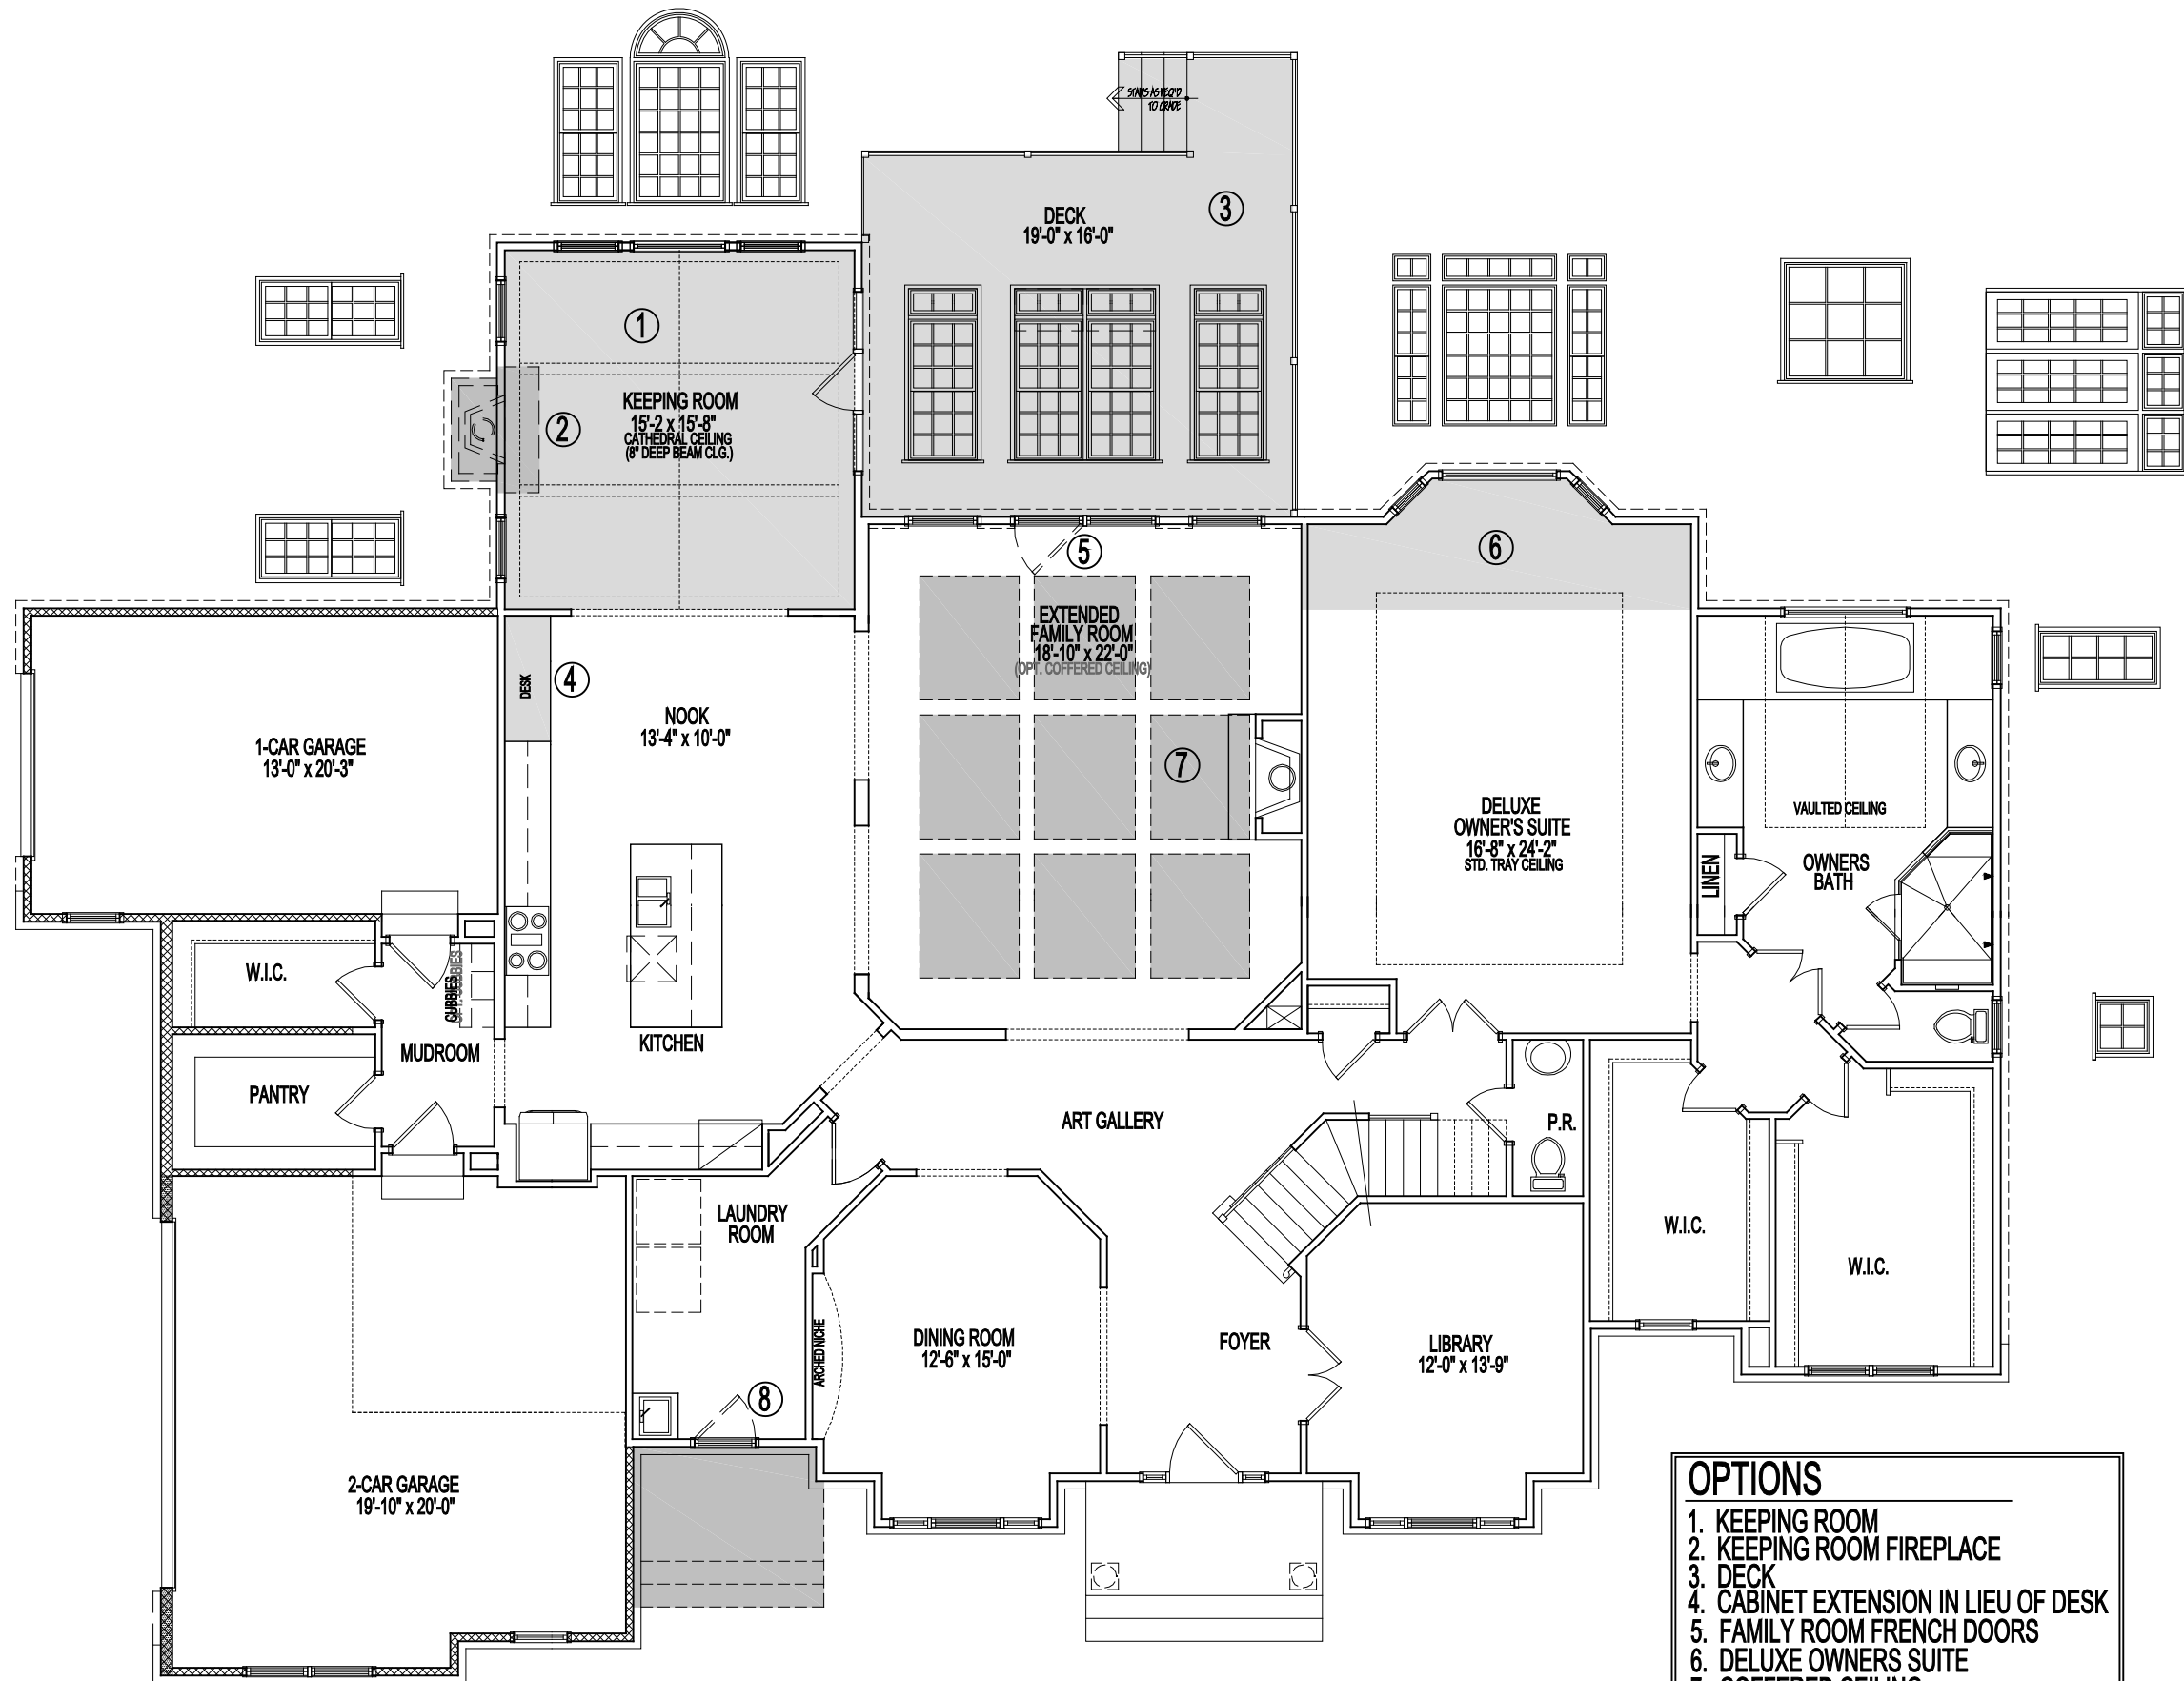 STAIRS AS REQ'D
TO GRADE
DECK
19'-0" x 16'-0"
3
1
KEEPING ROOM
15'-2 x 15'-8"
CATHEDRAL CEILING
(8" DEEP BEAM CLG.)
2
5
6
EXTENDED
FAMILY ROOM
18'-10" x 22'-0"
(OPT. COFFERED CEILING)
4
DESK
NOOK
13'-4" x 10'-0"
1-CAR GARAGE
13'-0" x 20'-3"
7
DELUXE
OWNER'S SUITE
16'-8" x 24'-2"
STD. TRAY CEILING
VAULTED CEILING
LINEN
OWNERS
BATH
W.I.C.
CUBBIES
OPT. CUBBIES
MUDROOM
KITCHEN
PANTRY
ART GALLERY
P.R.
LAUNDRY
ROOM
W.I.C.
W.I.C.
ARCHED NICHE
DINING ROOM
12'-6" x 15'-0"
FOYER
LIBRARY
12'-0" x 13'-9"
8
2-CAR GARAGE
19'-10" x 20'-0"
OPTIONS
1. KEEPING ROOM
2. KEEPING ROOM FIREPLACE
3. DECK
4. CABINET EXTENSION IN LIEU OF DESK
5. FAMILY ROOM FRENCH DOORS
6. DELUXE OWNERS SUITE
7. COFFERED CEILING